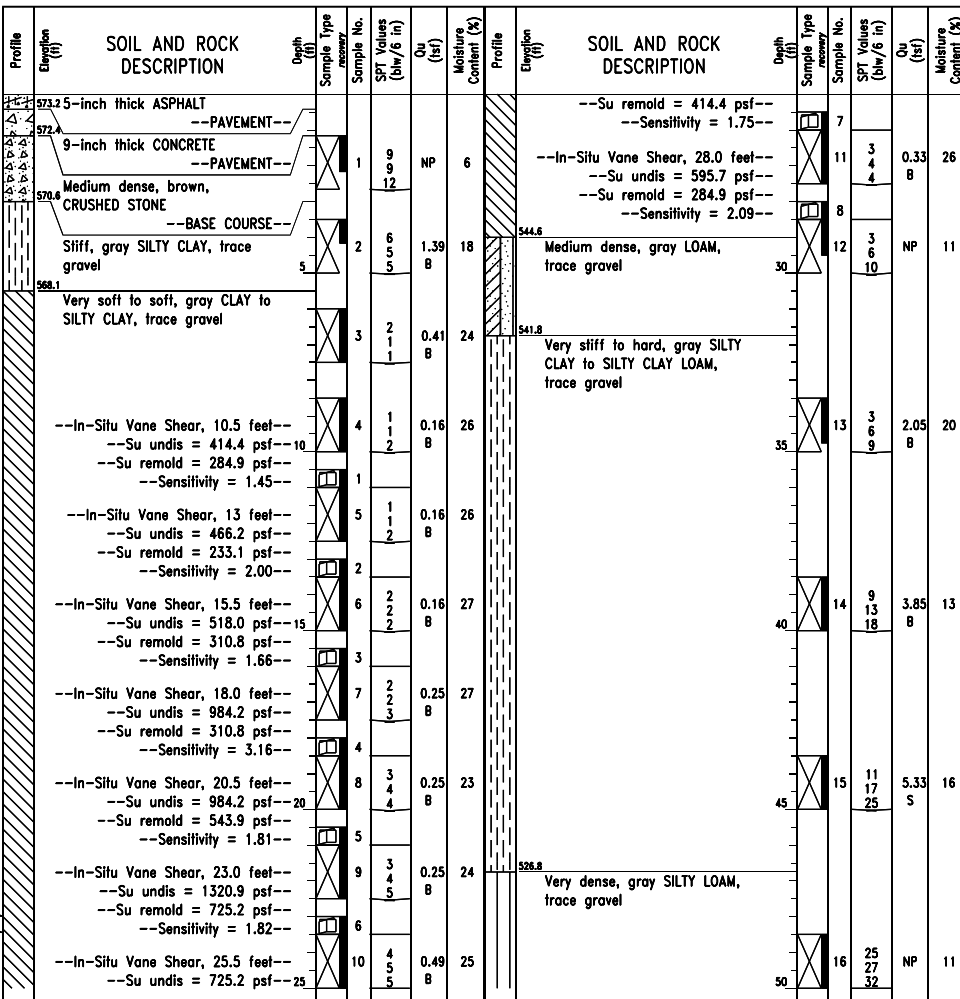 Profile
Elevation (ft)
SOIL AND ROCK
DESCRIPTION
Depth (ft)
Sample Type
recovery
Sample No.
SPT Values (blw/6 in)
Qu (tsf)
Moisture Content (%)
Profile
Elevation (ft)
SOIL AND ROCK
DESCRIPTION
Depth (ft)
Sample Type
recovery
Sample No.
SPT Values (blw/6 in)
Qu (tsf)
Moisture Content (%)
573.2 5-inch thick ASPHALT
--PAVEMENT--
572.4
9-inch thick CONCRETE
--PAVEMENT--
1 9 9 12 NP 6
Medium dense, brown,
CRUSHED STONE
570.6
--BASE COURSE--
Stiff, gray SILTY CLAY, trace
gravel
5
2 6 5 5 1.39 B 18
568.1
Very soft to soft, gray CLAY to
SILTY CLAY, trace gravel
3 2 1 1 0.41 B 24
--In-Situ Vane Shear, 10.5 feet--
--Su undis = 414.4 psf-- 10
--Su remold = 284.9 psf--
--Sensitivity = 1.45--
4 1 1 2 0.16 B 26
1
--In-Situ Vane Shear, 13 feet--
--Su undis = 466.2 psf--
--Su remold = 233.1 psf--
--Sensitivity = 2.00--
5 1 1 2 0.16 B 26
2
--In-Situ Vane Shear, 15.5 feet--
--Su undis = 518.0 psf-- 15
--Su remold = 310.8 psf--
--Sensitivity = 1.66--
6 2 2 2 0.16 B 27
3
--In-Situ Vane Shear, 18.0 feet--
--Su undis = 984.2 psf--
--Su remold = 310.8 psf--
--Sensitivity = 3.16--
7 2 2 3 0.25 B 27
4
--In-Situ Vane Shear, 20.5 feet--
--Su undis = 984.2 psf-- 20
--Su remold = 543.9 psf--
--Sensitivity = 1.81--
8 3 4 4 0.25 B 23
5
--In-Situ Vane Shear, 23.0 feet--
--Su undis = 1320.9 psf--
--Su remold = 725.2 psf--
--Sensitivity = 1.82--
9 3 4 5 0.25 B 24
6
--In-Situ Vane Shear, 25.5 feet--
--Su undis = 725.2 psf-- 25
10 4 5 5 0.49 B 25
--Su remold = 414.4 psf--
--Sensitivity = 1.75--
7
--In-Situ Vane Shear, 28.0 feet--
--Su undis = 595.7 psf--
--Su remold = 284.9 psf--
--Sensitivity = 2.09--
11 3 4 4 0.33 B 26
8
544.6
Medium dense, gray LOAM,
trace gravel
30
12 3 6 10 NP 11
541.8
Very stiff to hard, gray SILTY
CLAY to SILTY CLAY LOAM,
trace gravel
35
13 3 6 9 2.05 B 20
40
14 9 13 18 3.85 B 13
45
15 11 17 25 5.33 S 16
526.8
Very dense, gray SILTY LOAM,
trace gravel
50
16 25 27 32 NP 11